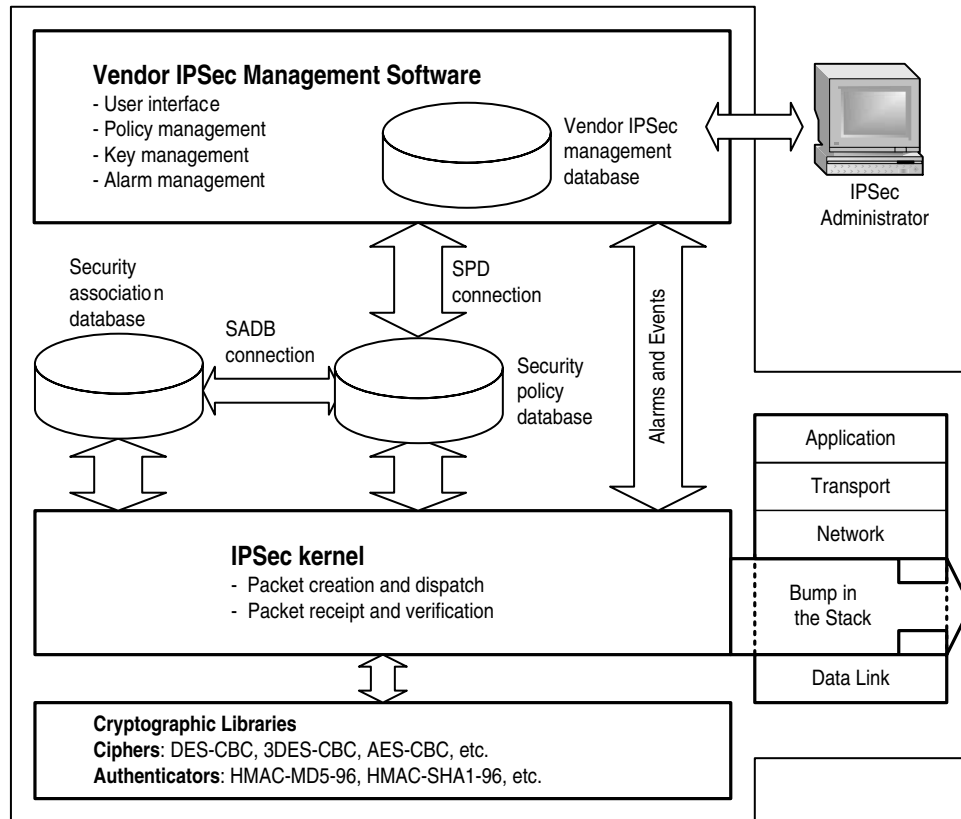 Vendor IPSec Management Software
- User interface
- Policy management
- Key management
- Alarm management
Vendor IPSec
management
database
IPSec
Administrator
Security
association
database
SPD
connection
SADB
connection
Security
policy
database
Alarms and Events
Application
Transport
Network
Bump in
the Stack
Data Link
IPSec kernel
- Packet creation and dispatch
- Packet receipt and verification
Cryptographic Libraries
Ciphers: DES-CBC, 3DES-CBC, AES-CBC, etc.
Authenticators: HMAC-MD5-96, HMAC-SHA1-96, etc.